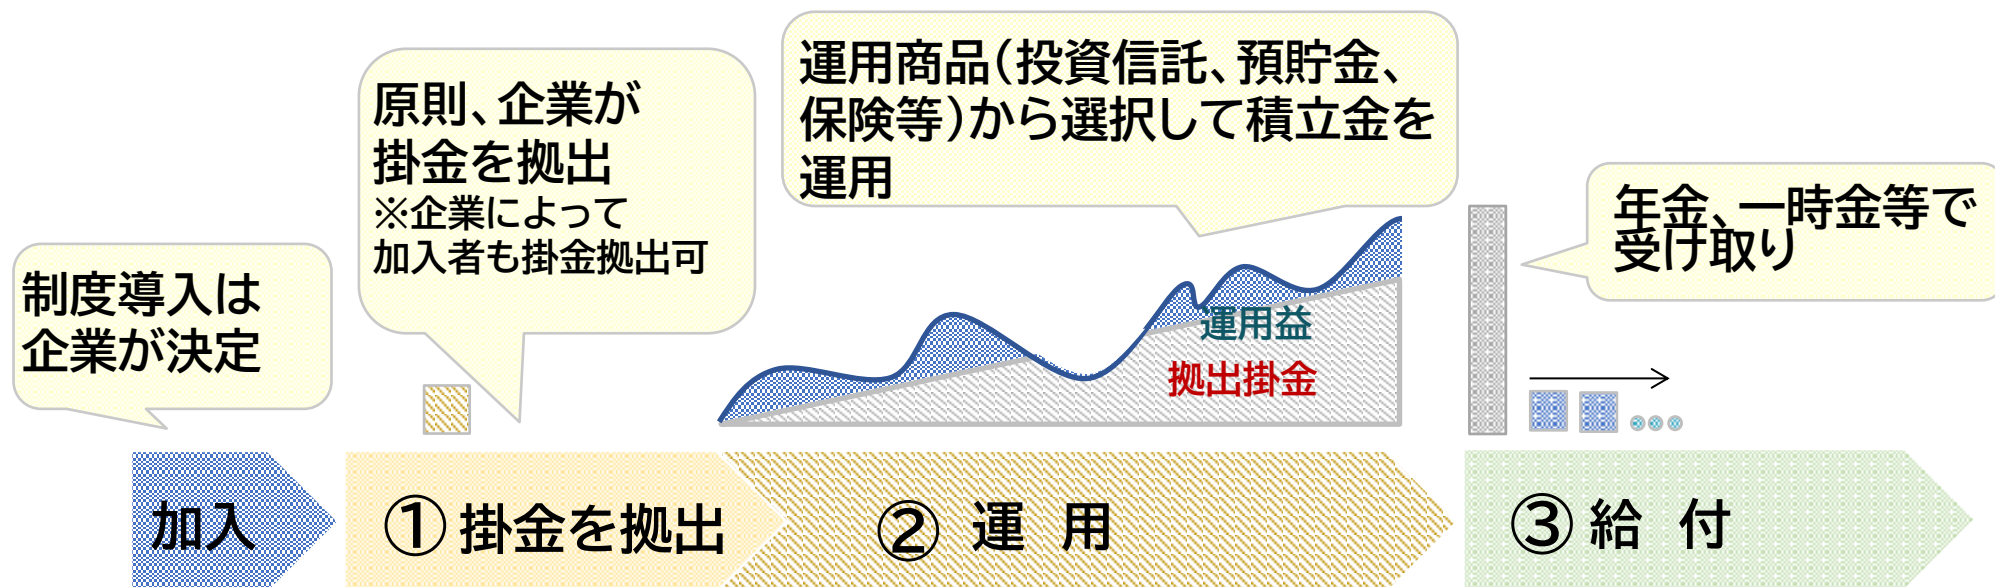 制度導入は
企業が決定
原則、企業が
掛金を拠出
※企業によって
加入者も掛金拠出可
運用商品(投資信託、預貯金、
保険等)から選択して積立金を
運用
年金、一時金等で
受け取り
運用益
拠出掛金
加入
①掛金を拠出
② 運 用
③給 付